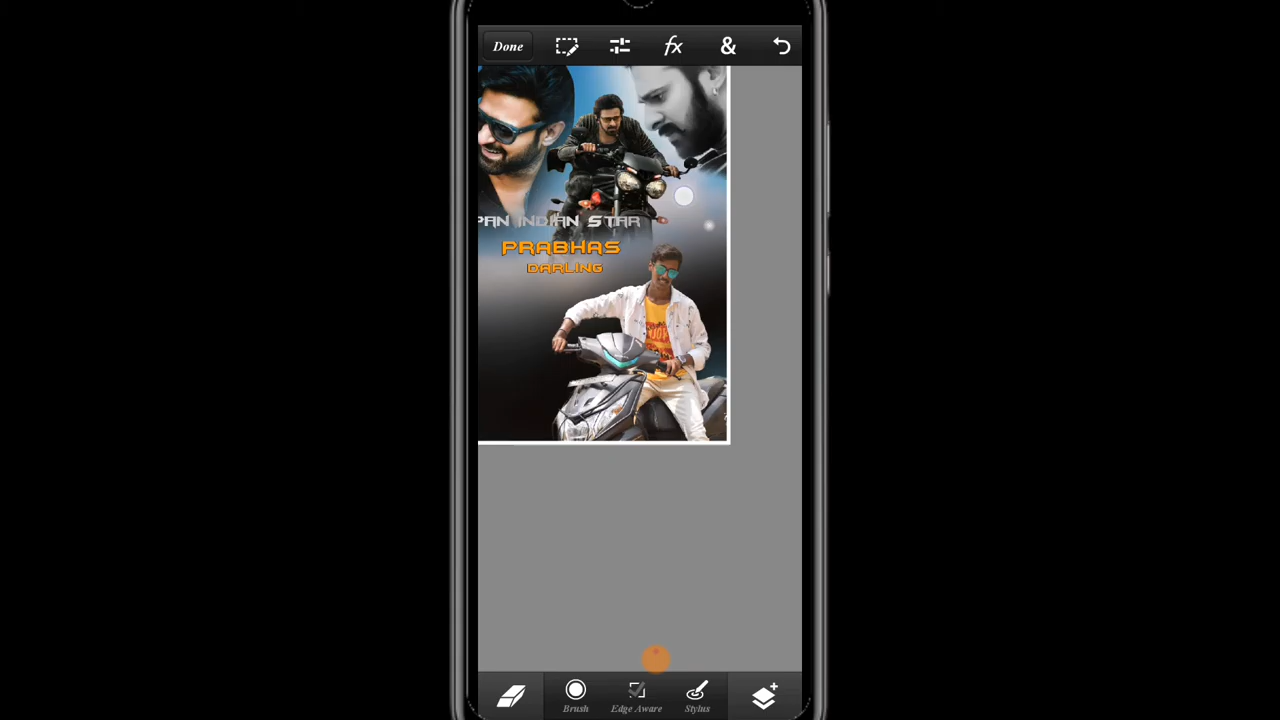 Done fx &
PAN INDIAN STAR
PRABHAS
DARLING
Brush Edge Aware Stylus